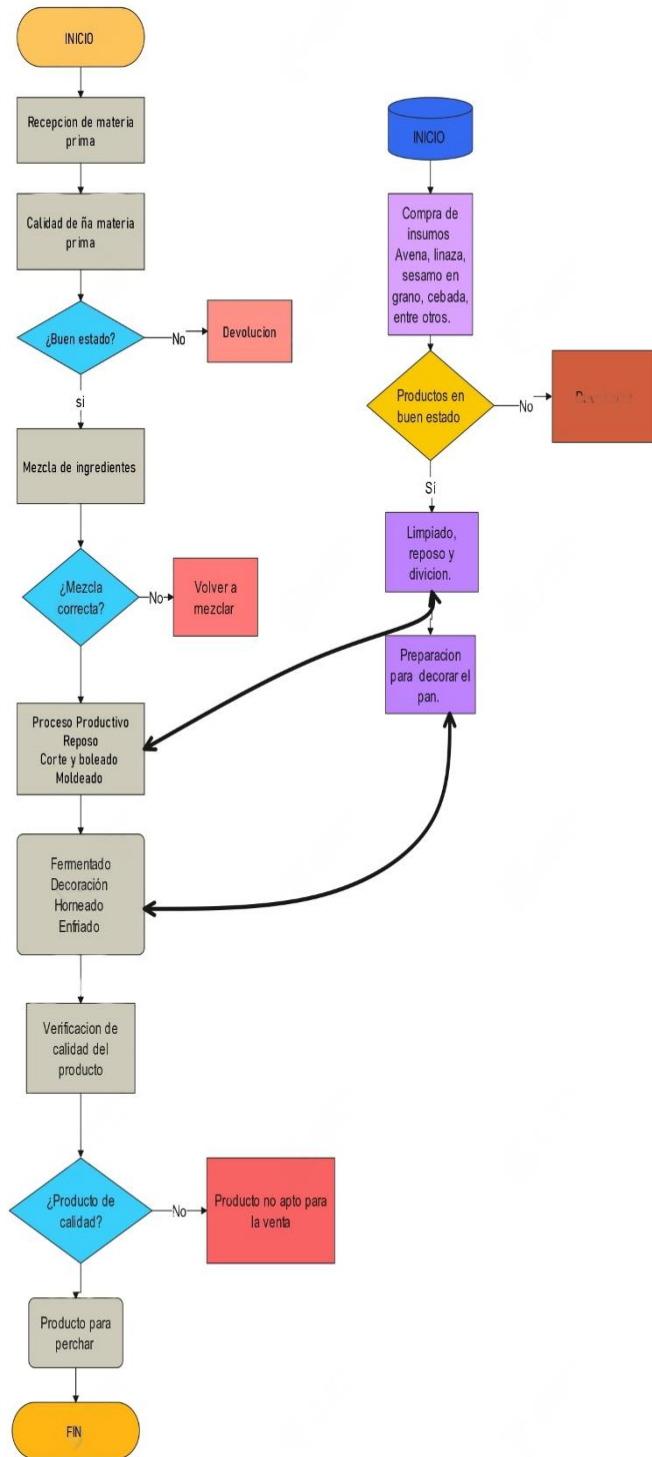 INICIO
Recepcion de materia
prima
Calidad de ña materia
prima
¿Buen estado?
No
Devolucion
si
Mezcla de ingredientes
¿Mezcla
correcta?
No
Volver a
mezclar
Proceso Productivo
Reposo
Corte y boleado
Moldeado
Fermentado
Decoración
Horneado
Enfriado
Verificacion de
calidad del
producto
¿Producto de
calidad?
No
Producto no apto para
la venta
Producto para
perchar
FIN
INICIO
Compra de
insumos
Avena, linaza,
sesamo en
grano, cebada,
entre otros.
Productos en
buen estado
No
Sí
Limpiado,
reposo y
divicion.
Preparacion
para decorar el
pan.